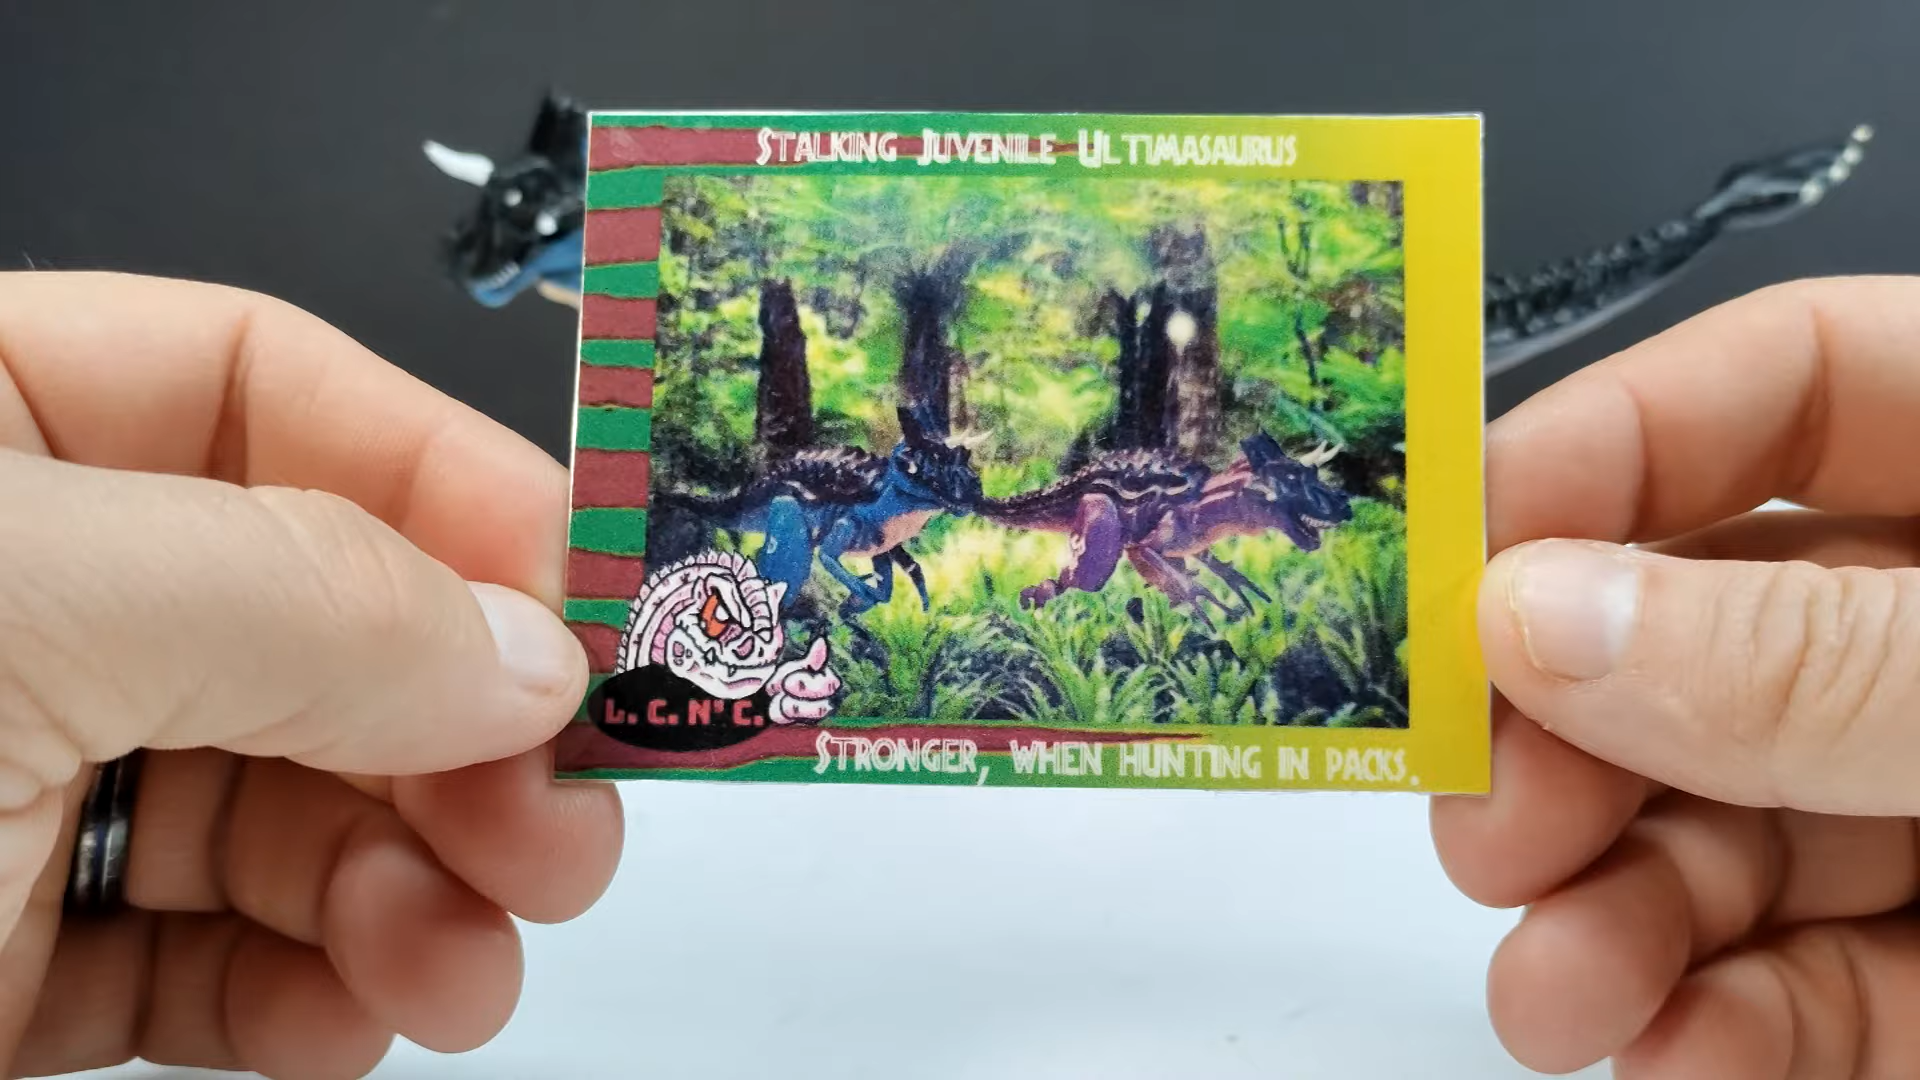 Stalking Juvenile Ultimasaurus
L. C. N' C.
Stronger, when hunting in packs.